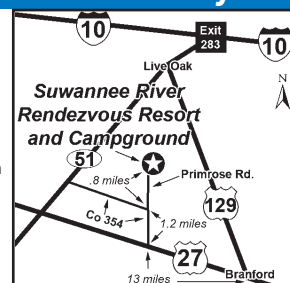 10
Exit
283
10
Live Oak
N
Suwannee River
Rendezvous Resort
and Campground
51
.8 miles
Primrose Rd.
Co 354
1.2 miles
129
27
13 miles
Branford